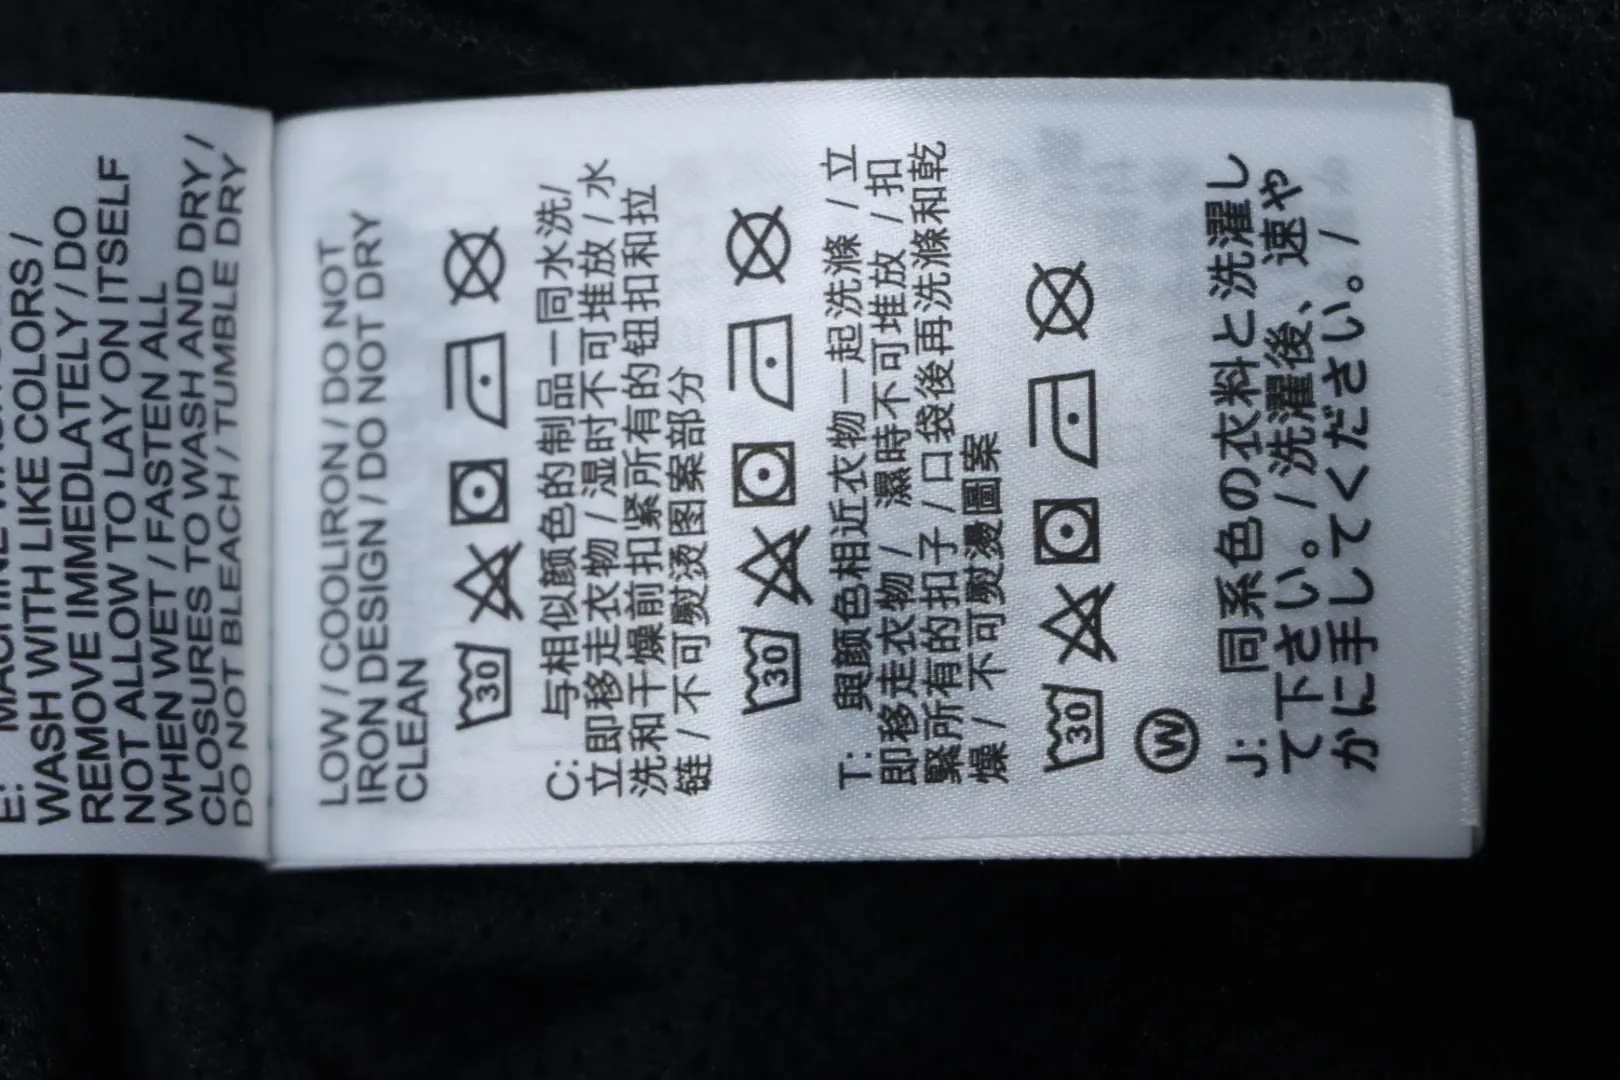 E: MACHINE
WASH WITH LIKE COLORS /
REMOVE IMMEDLATELY / DO
NOT ALLOW TO LAY ON ITSELF
WHEN WET / FASTEN ALL
CLOSURES TO WASH AND DRY /
DO NOT BLEACH / TUMBLE DRY
LOW / COOLIRON / DO NOT
IRON DESIGN / DO NOT DRY
CLEAN
30
C: 与相似颜色的制品一同水洗/
立即移走衣物 / 湿时不可堆放 / 水
洗和干燥前扣紧所有的钮扣和拉
链 / 不可熨烫图案部分
30
T: 與颜色相近衣物一起洗滌 / 立
即移走衣物 / 濕時不可堆放 / 扣
緊所有的扣子 / 口袋後再洗滌和乾
燥 / 不可熨燙圖案
30
W
J: 同系色の衣料と洗濯し
て下さい。/ 洗濯後、速や
かに手してください。/